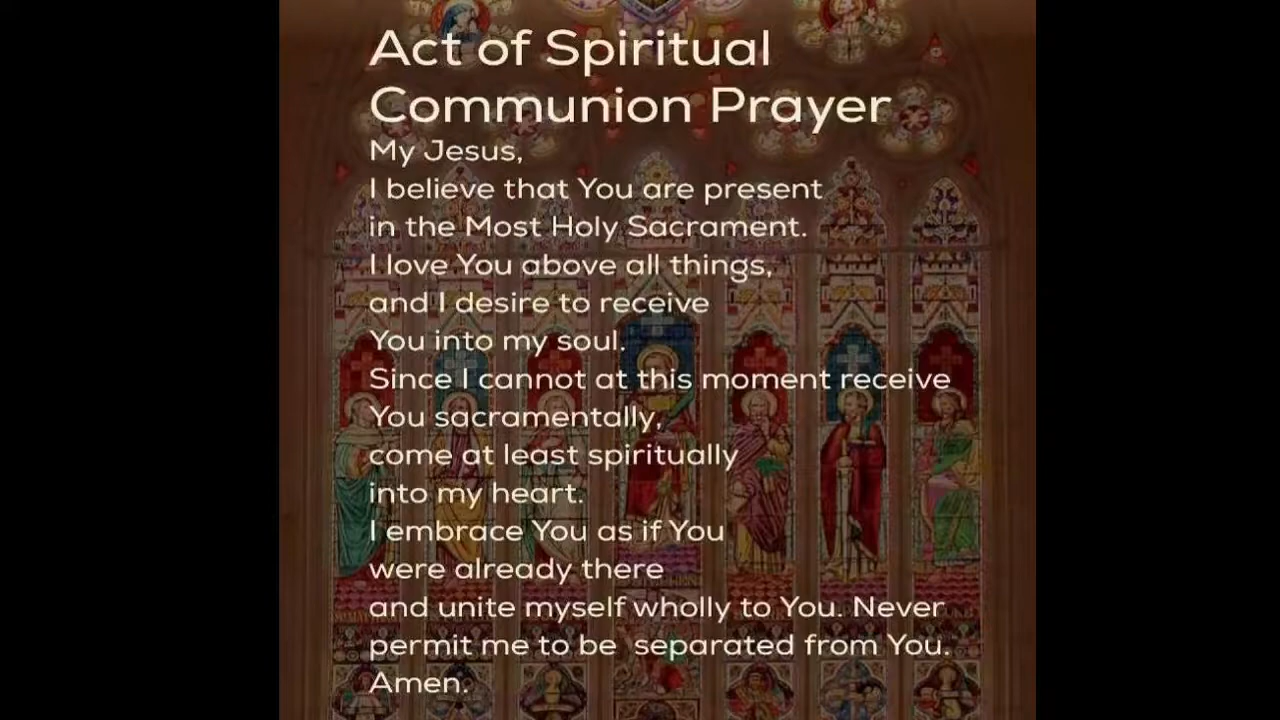 Act of Spiritual
Communion Prayer
My Jesus,
I believe that You are present
in the Most Holy Sacrament.
I love You above all things,
and I desire to receive
You into my soul.
Since I cannot at this moment receive
You sacramentally,
come at least spiritually
into my heart.
I embrace You as if You
were already there
and unite myself wholly to You. Never
permit me to be  separated from You.
Amen.